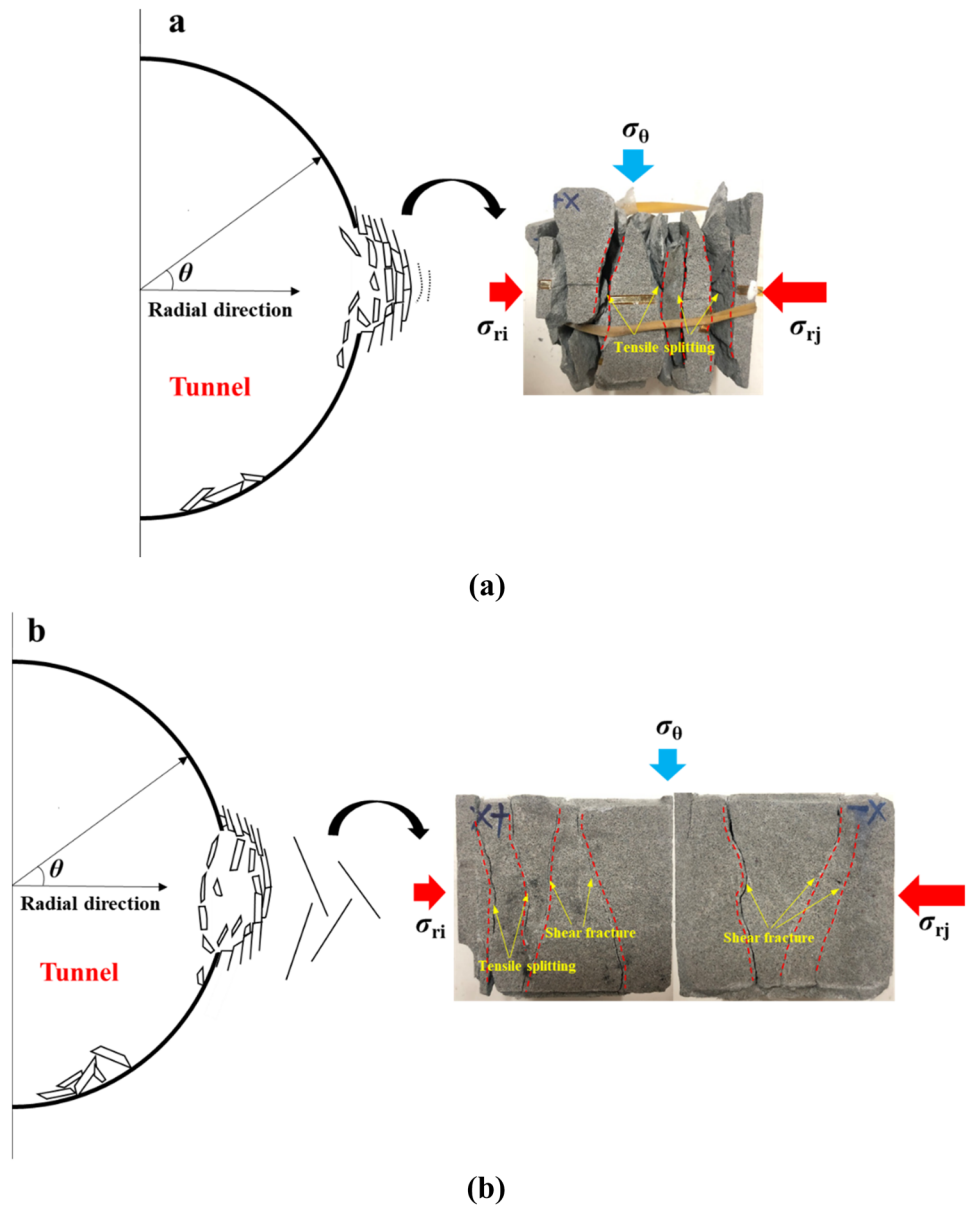 a
σθ
+X
θ
Radial direction
σri
σrj
Tensile splitting
Tunnel
(a)
b
σθ
X+
-X
θ
Radial direction
σri
σrj
Shear fracture
Shear fracture
Tensile splitting
Tunnel
(b)